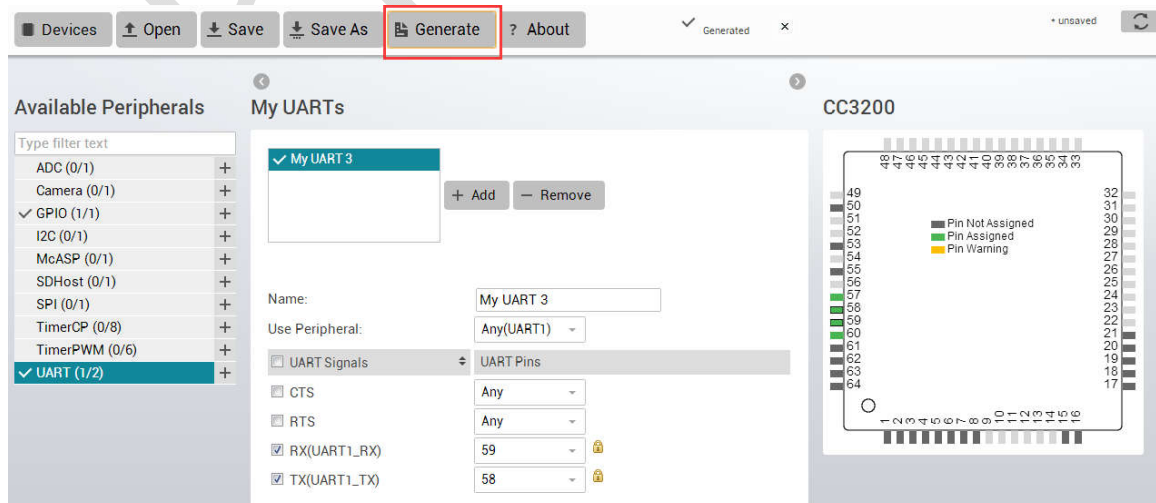 Devices Open Save Save As Generate ? About Generated × * unsaved
Available Peripherals
Type filter text
ADC (0/1) +
Camera (0/1) +
GPIO (1/1) +
I2C (0/1) +
McASP (0/1) +
SDHost (0/1) +
SPI (0/1) +
TimerCP (0/8) +
TimerPWM (0/6) +
UART (1/2) +
My UARTs
My UART 3
+ Add − Remove
Name: My UART 3
Use Peripheral: Any(UART1)
UART Signals UART Pins
CTS Any
RTS Any
RX(UART1_RX) 59
TX(UART1_TX) 58
CC3200
48 47 46 45 44 43 42 41 40 39 38 37 36 35 34 33
49 32
50 31
51 30
52 29
53 28
54 27
55 26
56 25
57 24
58 23
59 22
60 21
61 20
62 19
63 18
64 17
Pin Not Assigned
Pin Assigned
Pin Warning
1 2 3 4 5 6 7 8 9 10 11 12 13 14 15 16